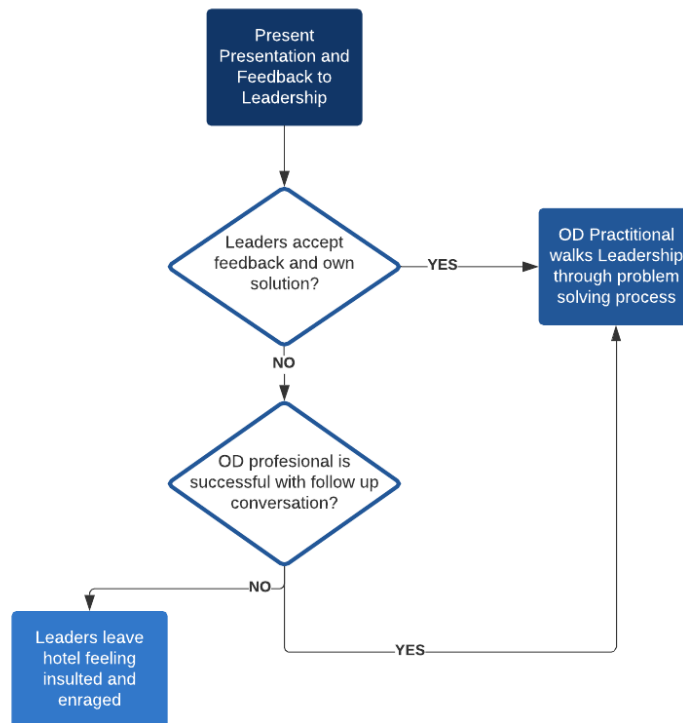 Present
Presentation and
Feedback to
Leadership
Leaders accept
feedback and own
solution?
YES
OD Practitional
walks Leadership
through problem
solving process
NO
OD profesional is
successful with follow up
conversation?
NO
YES
Leaders leave
hotel feeling
insulted and
enraged